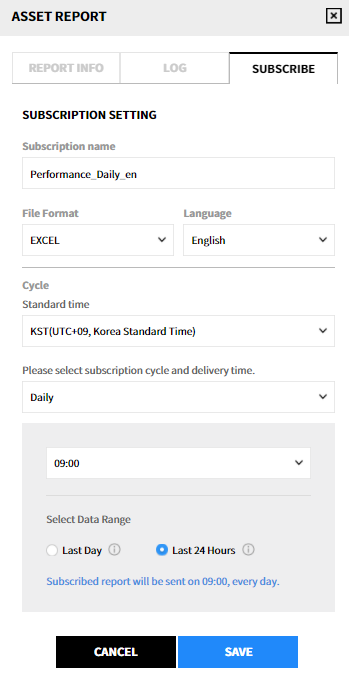 ASSET REPORT
REPORT INFO LOG SUBSCRIBE
SUBSCRIPTION SETTING
Subscription name
Performance_Daily_en
File Format Language
EXCEL English
Cycle
Standard time
KST(UTC+09, Korea Standard Time)
Please select subscription cycle and delivery time.
Daily
09:00
Select Data Range
Last Day Last 24 Hours
Subscribed report will be sent on 09:00, every day.
CANCEL SAVE